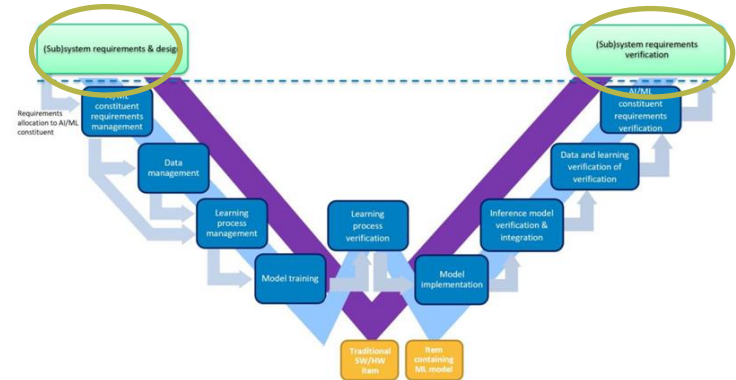 (Sub)system requirements & design
(Sub)system requirements
verification
Requirements
allocation to AI/ML
constituent
AI/ML
constituent
requirements
management
AI/ML
constituent
requirements
verification
Data
management
Data and learning
verification of
verification
Learning
process
management
Learning
process
verification
Inference model
verification &
integration
Model training
Model
implementation
Traditional
SW/HW
item
Item
containing
ML model